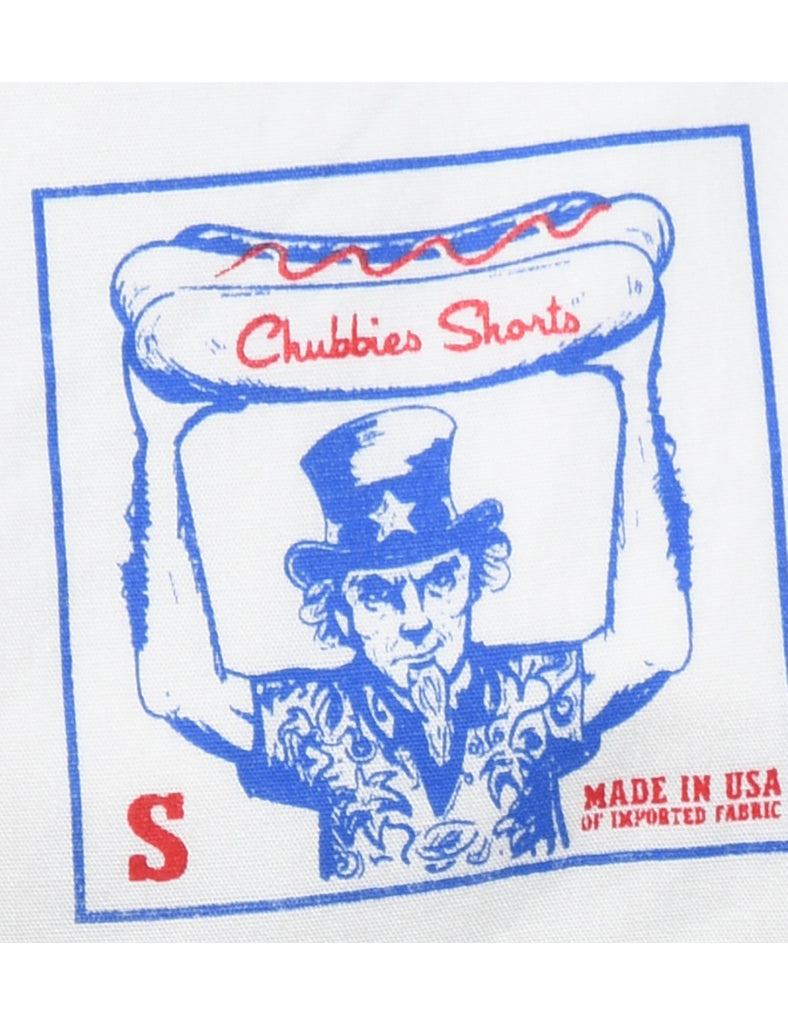 Chubbies Shorts
S
MADE IN USA
OF IMPORTED FABRIC